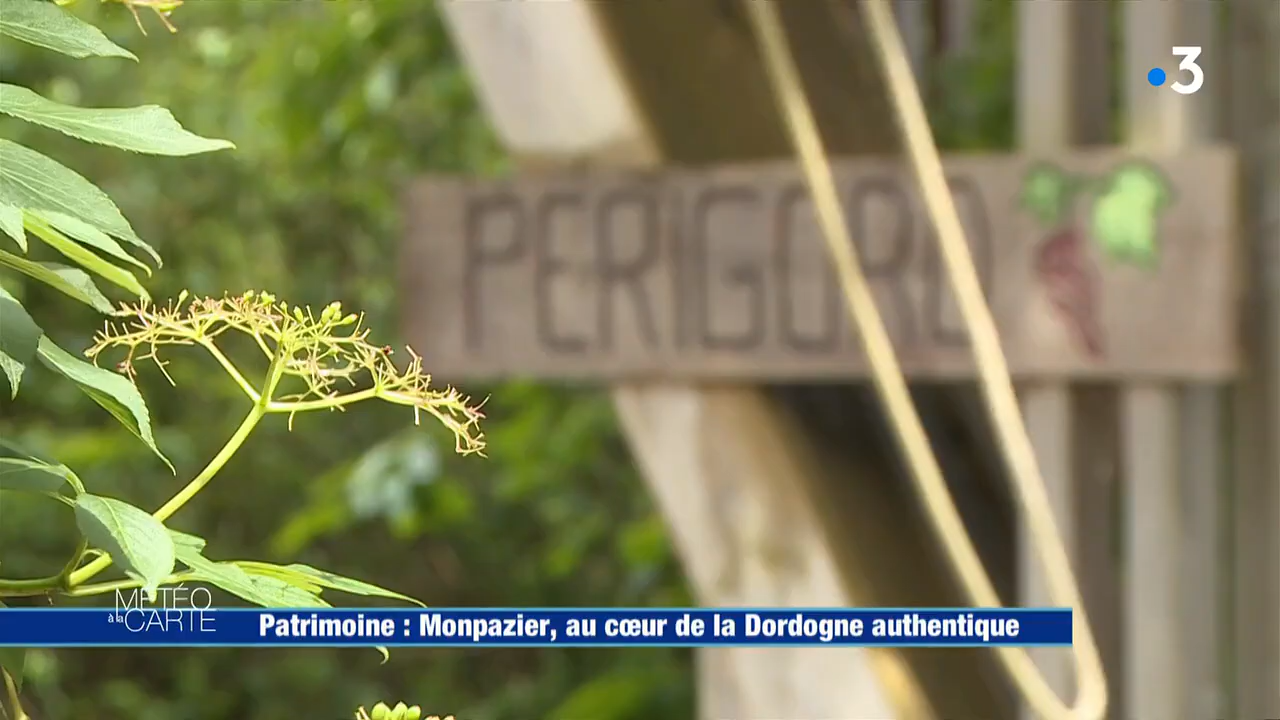 3
PERIGORD
MÉTÉO
à la CARTE
Patrimoine : Monpazier, au cœur de la Dordogne authentique